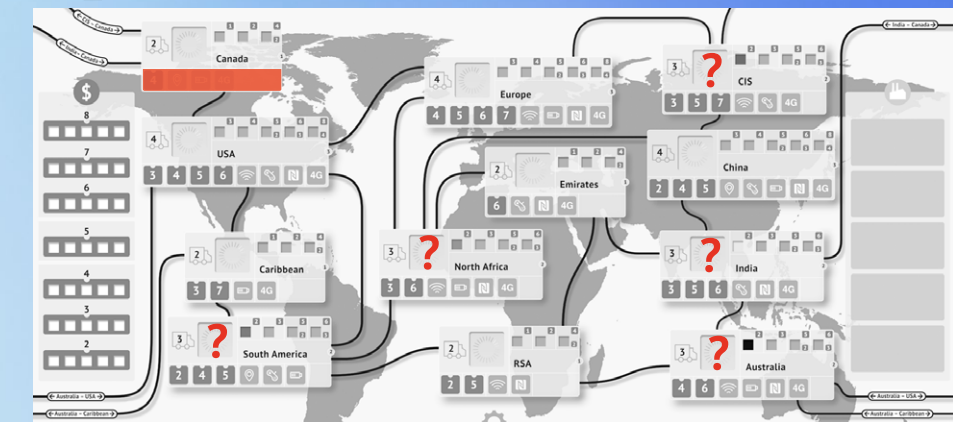 ← CIS - Canada →
← India - Canada →
← India - Canada →
2
Canada
$
3 ?
CIS
3 5 7 4G
4
Europe
4 5 6 7 N 4G
8
7
6
5
4
3
2
4
USA
3 4 5 6 N 4G
4
China
2 4 5 N 4G
2
Emirates
6 N 4G
2
Caribbean
3 7 4G
3 ?
North Africa
3 6 N 4G
3 ?
India
3 5 6 N 4G
3 ?
South America
2 4 5
2
RSA
2 5 N
3 ?
Australia
4 6 N 4G
← Australia - USA →
← Australia - Caribbean →
← Australia - USA →
← Australia - Caribbean →